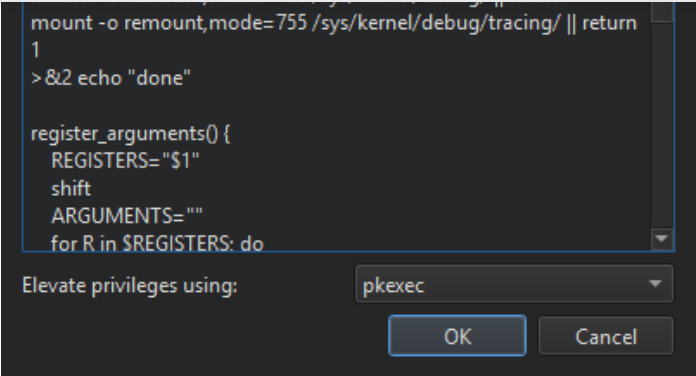 mount -o remount,mode=755 /sys/kernel/debug/tracing/ || return
1
>&2 echo "done"
register_arguments() {
REGISTERS="$1"
shift
ARGUMENTS=""
for R in $REGISTERS; do
Elevate privileges using:
pkexec
OK
Cancel